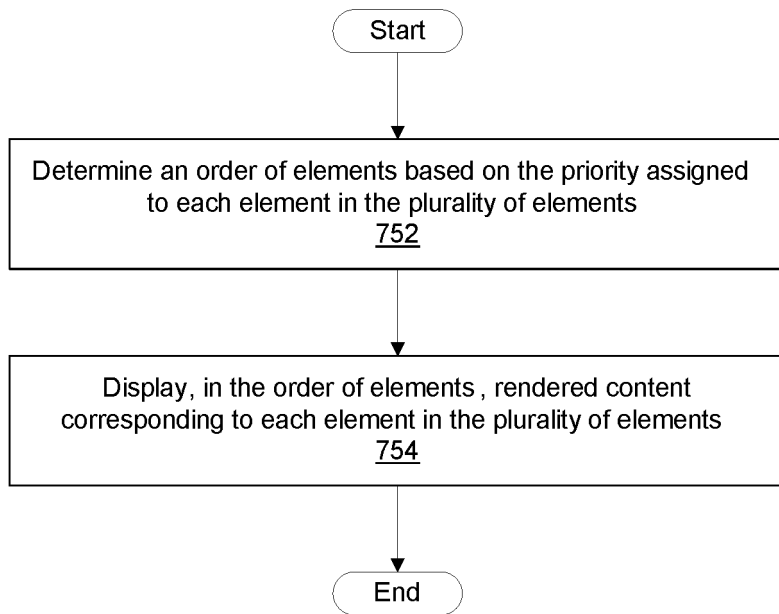 Start
Determine an order of elements based on the priority assigned
to each element in the plurality of elements
752
Display, in the order of elements , rendered content
corresponding to each element in the plurality of elements
754
End